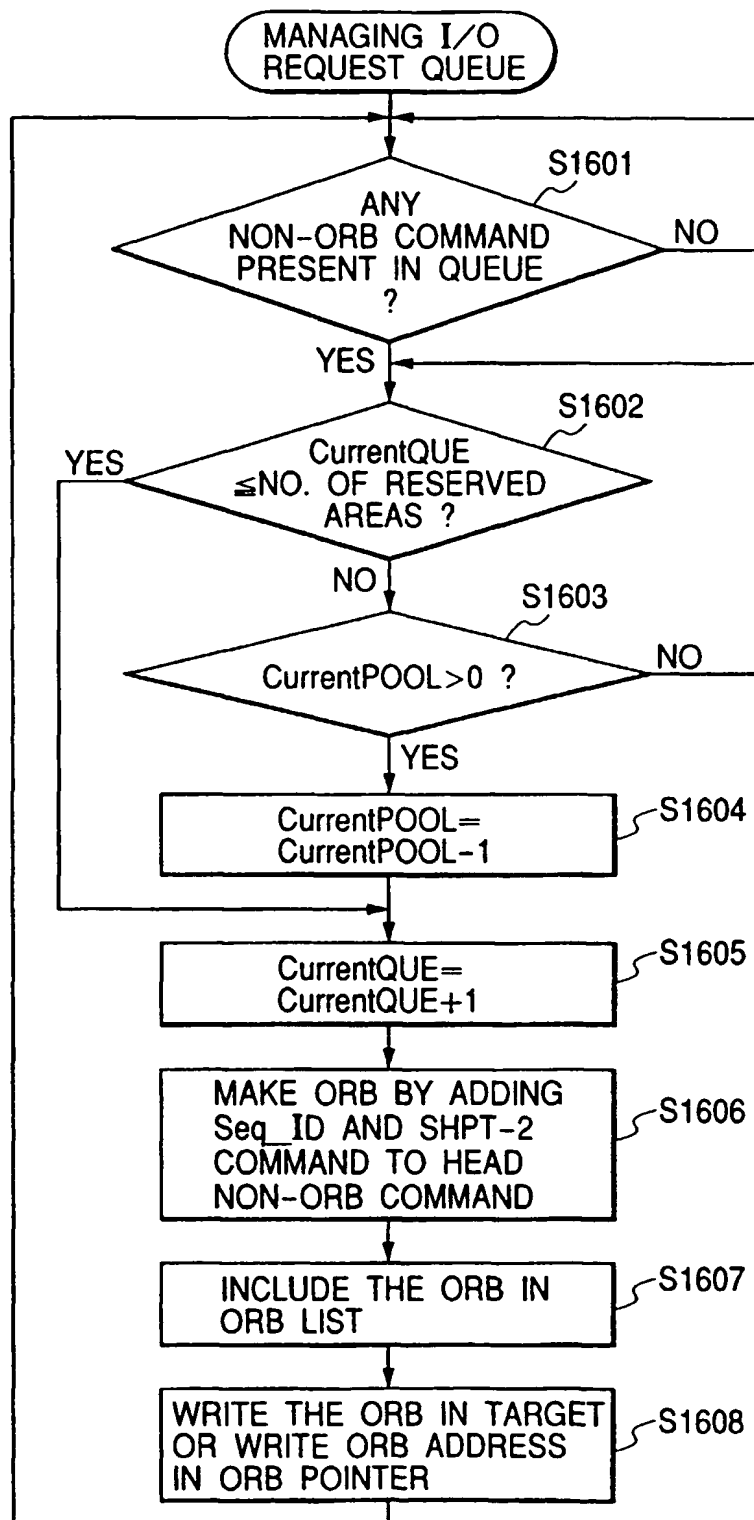 MANAGING I/O
REQUEST QUEUE
S1601
ANY
NON-ORB COMMAND
PRESENT IN QUEUE
?
NO
YES
S1602
YES
CurrentQUE
≦NO. OF RESERVED
AREAS ?
NO
S1603
CurrentPOOL>0 ?
NO
YES
CurrentPOOL=
CurrentPOOL-1
S1604
CurrentQUE=
CurrentQUE+1
S1605
MAKE ORB BY ADDING
Seq_ID AND SHPT-2
COMMAND TO HEAD
NON-ORB COMMAND
S1606
INCLUDE THE ORB IN
ORB LIST
S1607
WRITE THE ORB IN TARGET
OR WRITE ORB ADDRESS
IN ORB POINTER
S1608